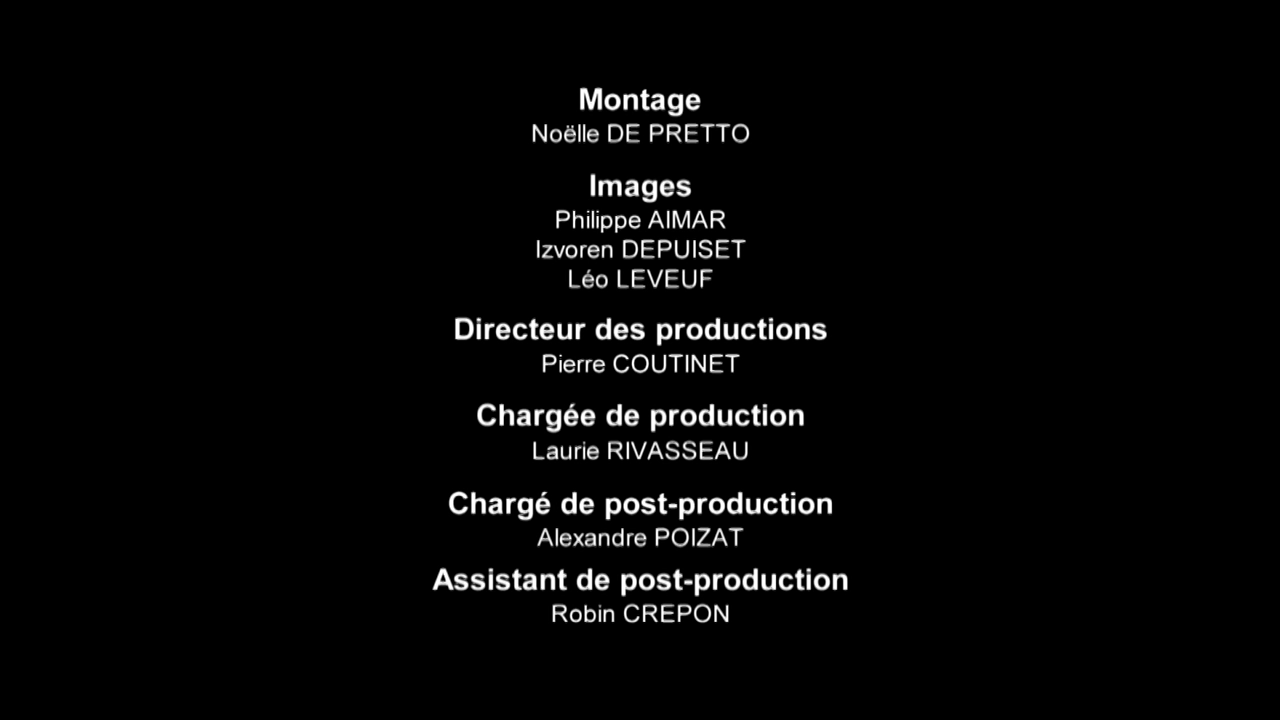 Montage
Noëlle DE PRETTO
Images
Philippe AIMAR
Izvoren DEPUISET
Léo LEVEUF
Directeur des productions
Pierre COUTINET
Chargée de production
Laurie RIVASSEAU
Chargé de post-production
Alexandre POIZAT
Assistant de post-production
Robin CREPON